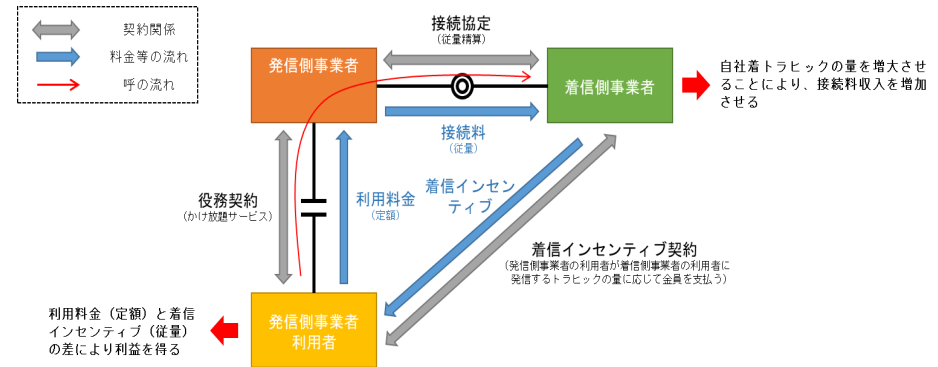 契約関係
料金等の流れ
呼の流れ
接続協定
(従量精算)
発信側事業者
着信側事業者
自社着トラヒックの量を増大させ
ることにより、接続料収入を増加
させる
接続料
(従量)
役務契約
(かけ放題サービス)
利用料金
(定額)
着信インセン
ティブ
着信インセンティブ契約
(発信側事業者の利用者が着信側事業者の利用者に
発信するトラヒックの量に応じて金員を支払う)
利用料金(定額)と着信
インセンティブ(従量)
の差により利益を得る
発信側事業者
利用者